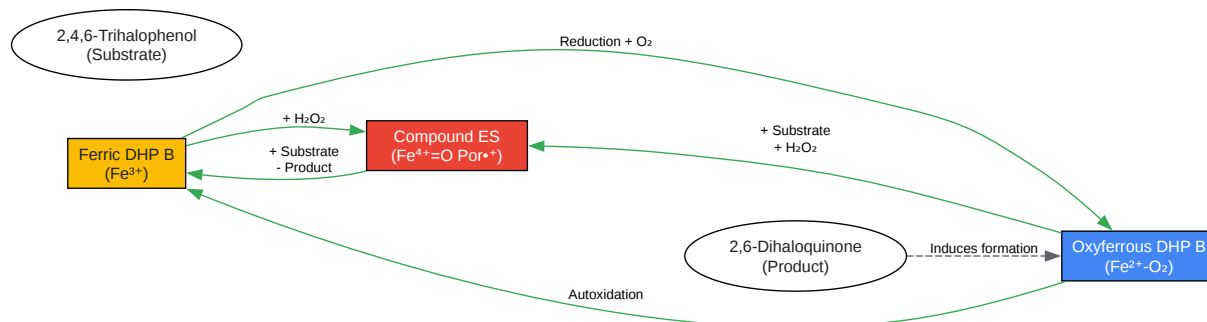 2,4,6-Trihalophenol
(Substrate)
Reduction + O₂
+ H₂O₂
Compound ES
(Fe⁴⁺=O Por•⁺)
+ Substrate
+ H₂O₂
Ferric DHP B
(Fe³⁺)
+ Substrate
- Product
2,6-Dihaloquinone
(Product)
Induces formation
Oxyferrous DHP B
(Fe²⁺-O₂)
Autoxidation